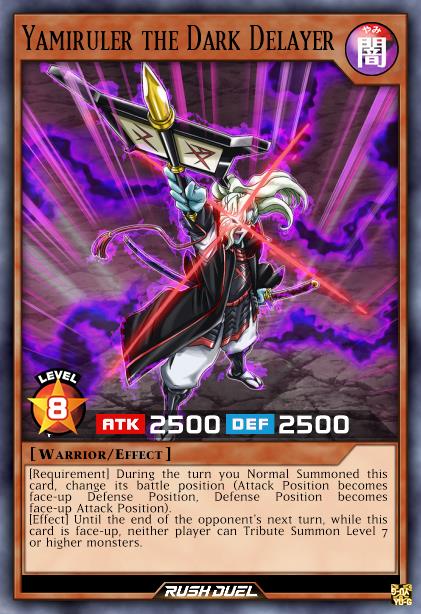 YAMIRULER THE DARK DELAYER
やみ
闇
LEVEL
8
ATK 2500 DEF 2500
[WARRIOR/EFFECT]
[Requirement] During the turn you Normal Summoned this
card, change its battle position (Attack Position becomes
face-up Defense Position, Defense Position becomes
face-up Attack Position).
[Effect] Until the end of the opponent's next turn, while this
card is face-up, neither player can Tribute Summon Level 7
or higher monsters.
RUSH DUEL